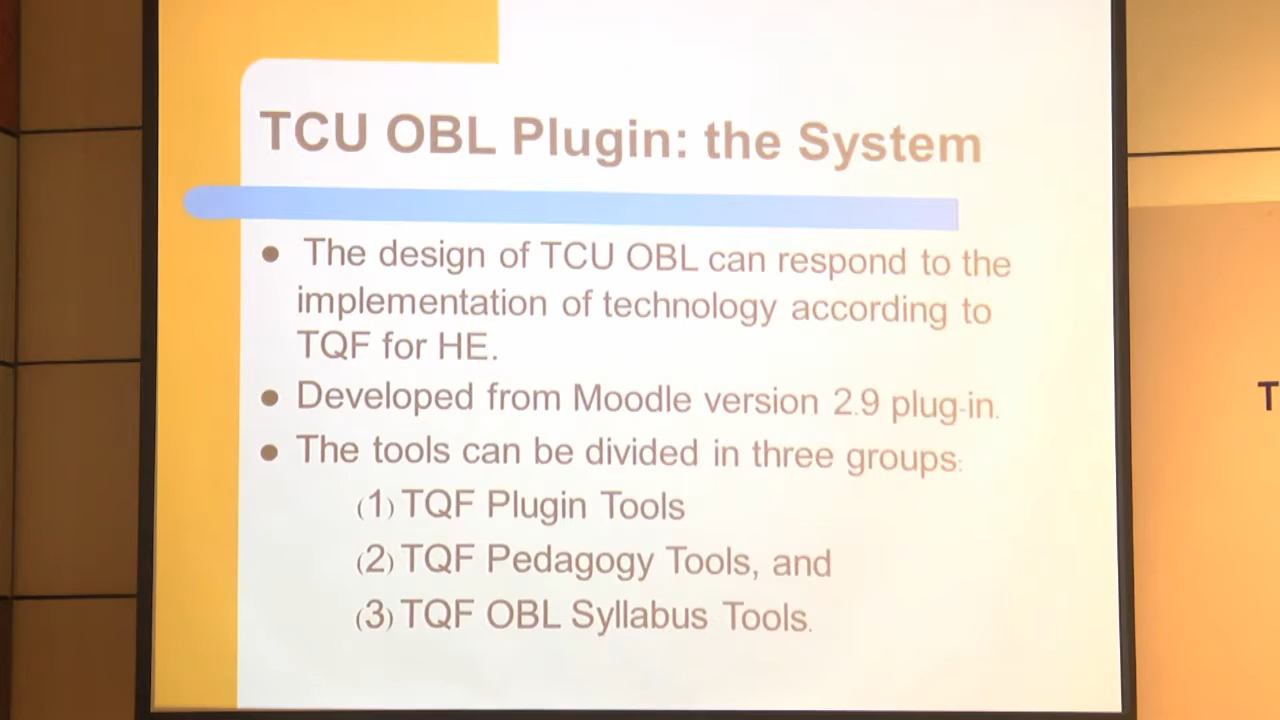 TCU OBL Plugin: the System
● The design of TCU OBL can respond to the
implementation of technology according to
TQF for HE.
● Developed from Moodle version 2.9 plug-in.
● The tools can be divided in three groups:
(1) TQF Plugin Tools
(2) TQF Pedagogy Tools, and
(3) TQF OBL Syllabus Tools.
T